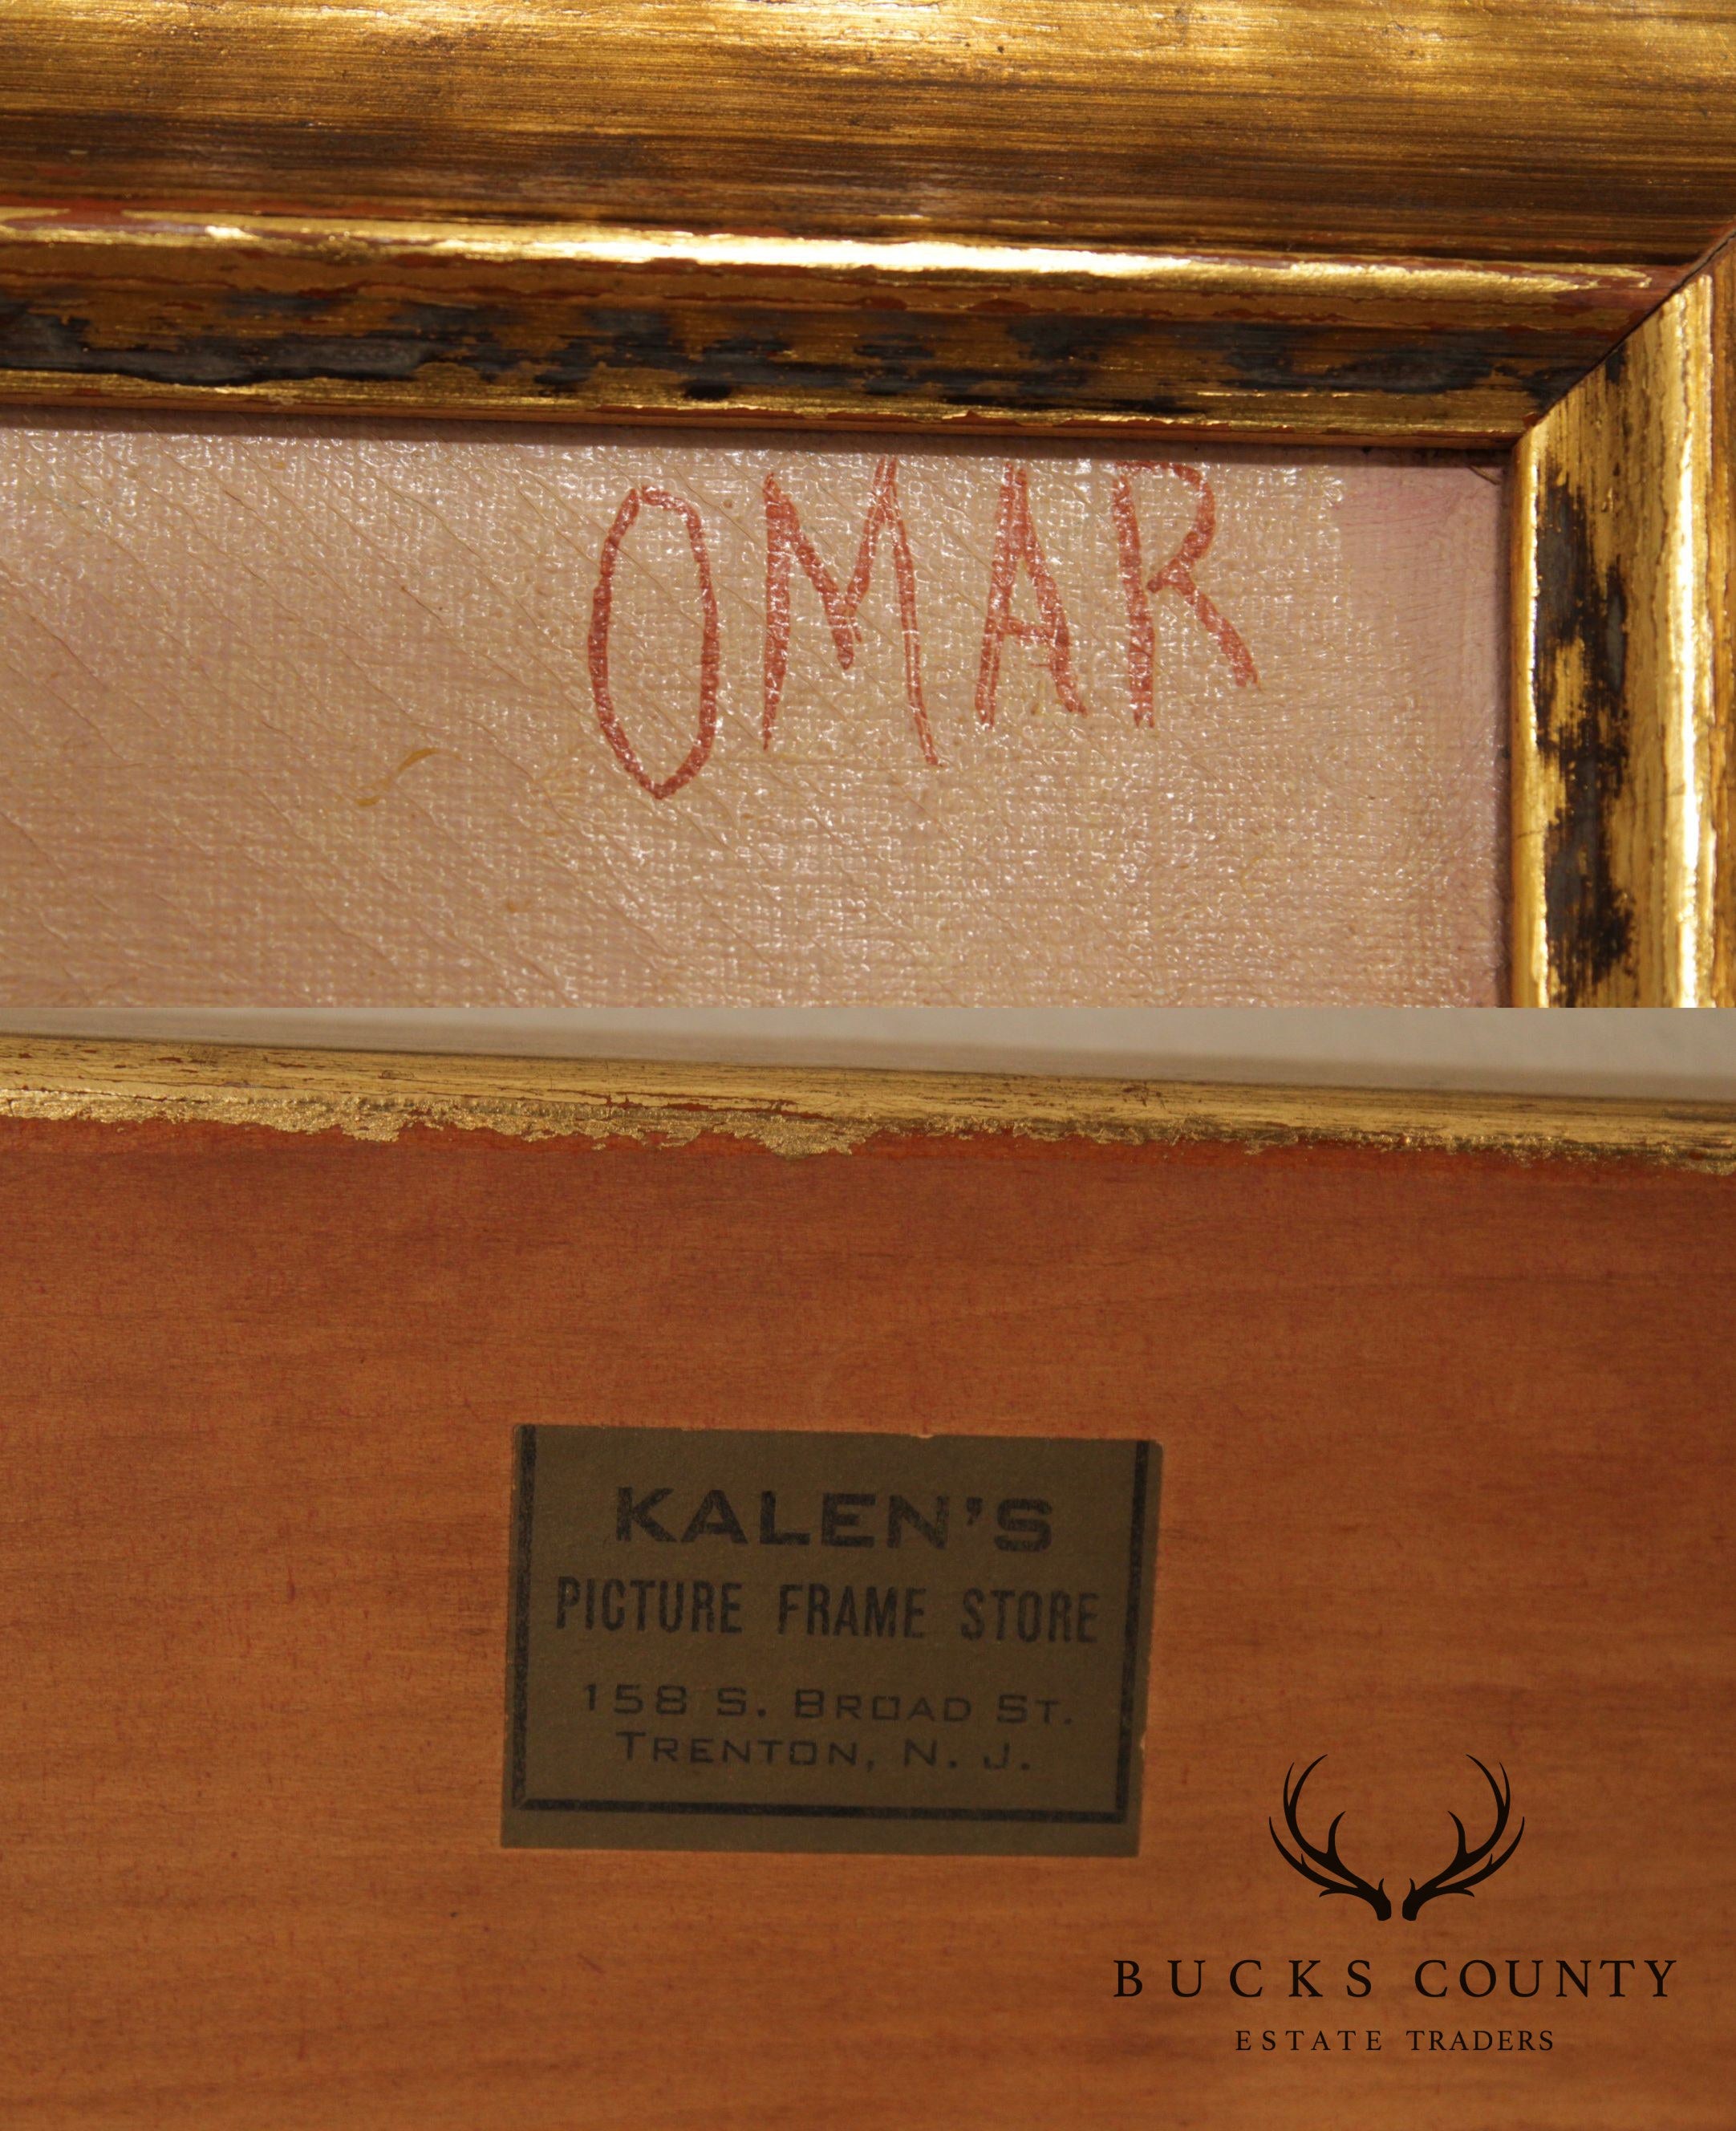 OMAR
KALEN'S
PICTURE FRAME STORE
158 S. BROAD ST.
TRENTON, N. J.
BUCKS COUNTY
ESTATE TRADERS